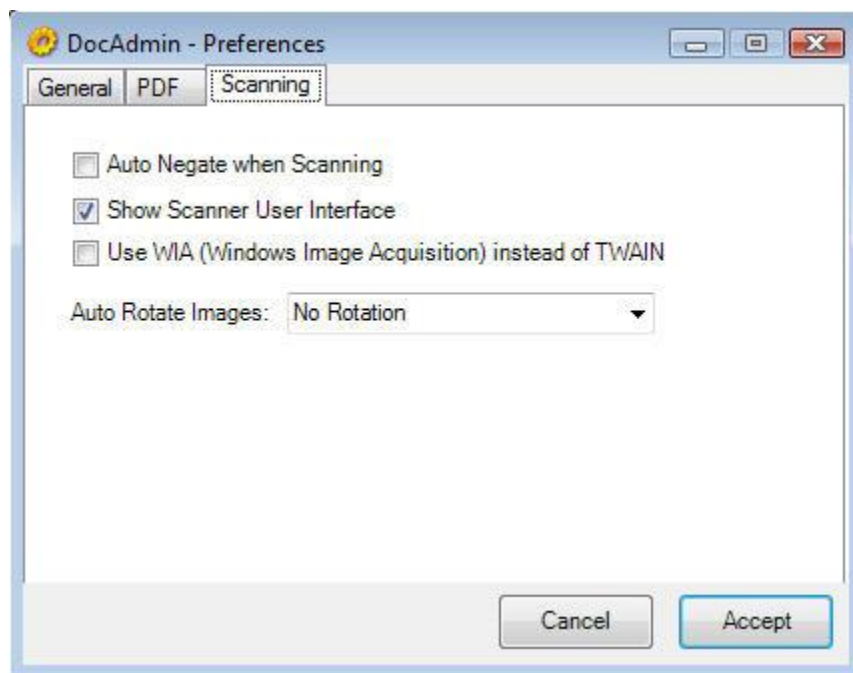 DocAdmin - Preferences
General PDF Scanning
Auto Negate when Scanning
Show Scanner User Interface
Use WIA (Windows Image Acquisition) instead of TWAIN
Auto Rotate Images: No Rotation
Cancel Accept